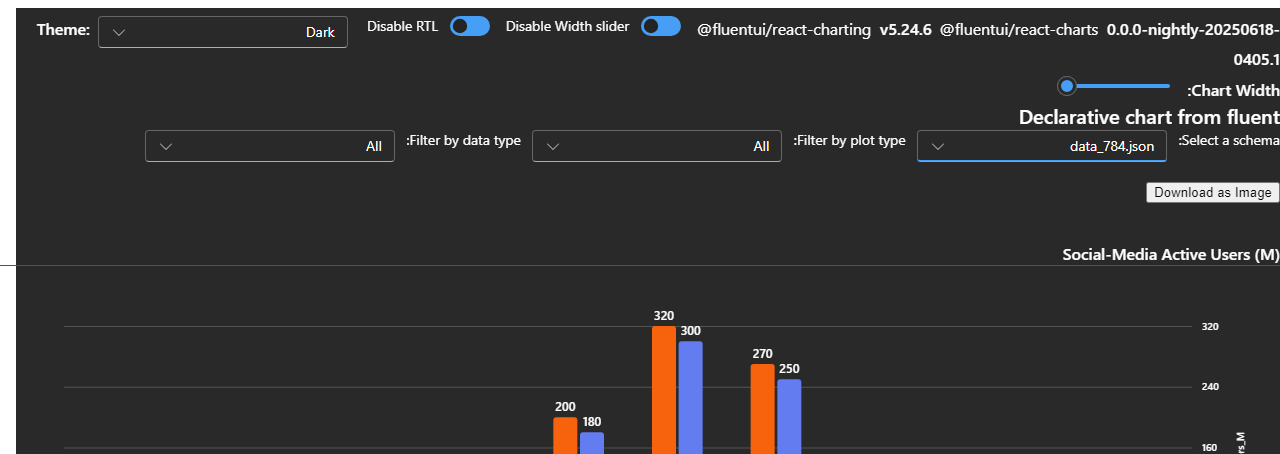 Theme:
Dark
Disable RTL
Disable Width slider
@fluentui/react-charting v5.24.6 @fluentui/react-charts 0.0.0-nightly-20250618-
0405.1
:Chart Width
Declarative chart from fluent
:Select a schema
data_784.json
:Filter by plot type
All
:Filter by data type
All
Download as Image
Social-Media Active Users (M)
320
300
270
250
200
180
320
240
160
rs_M